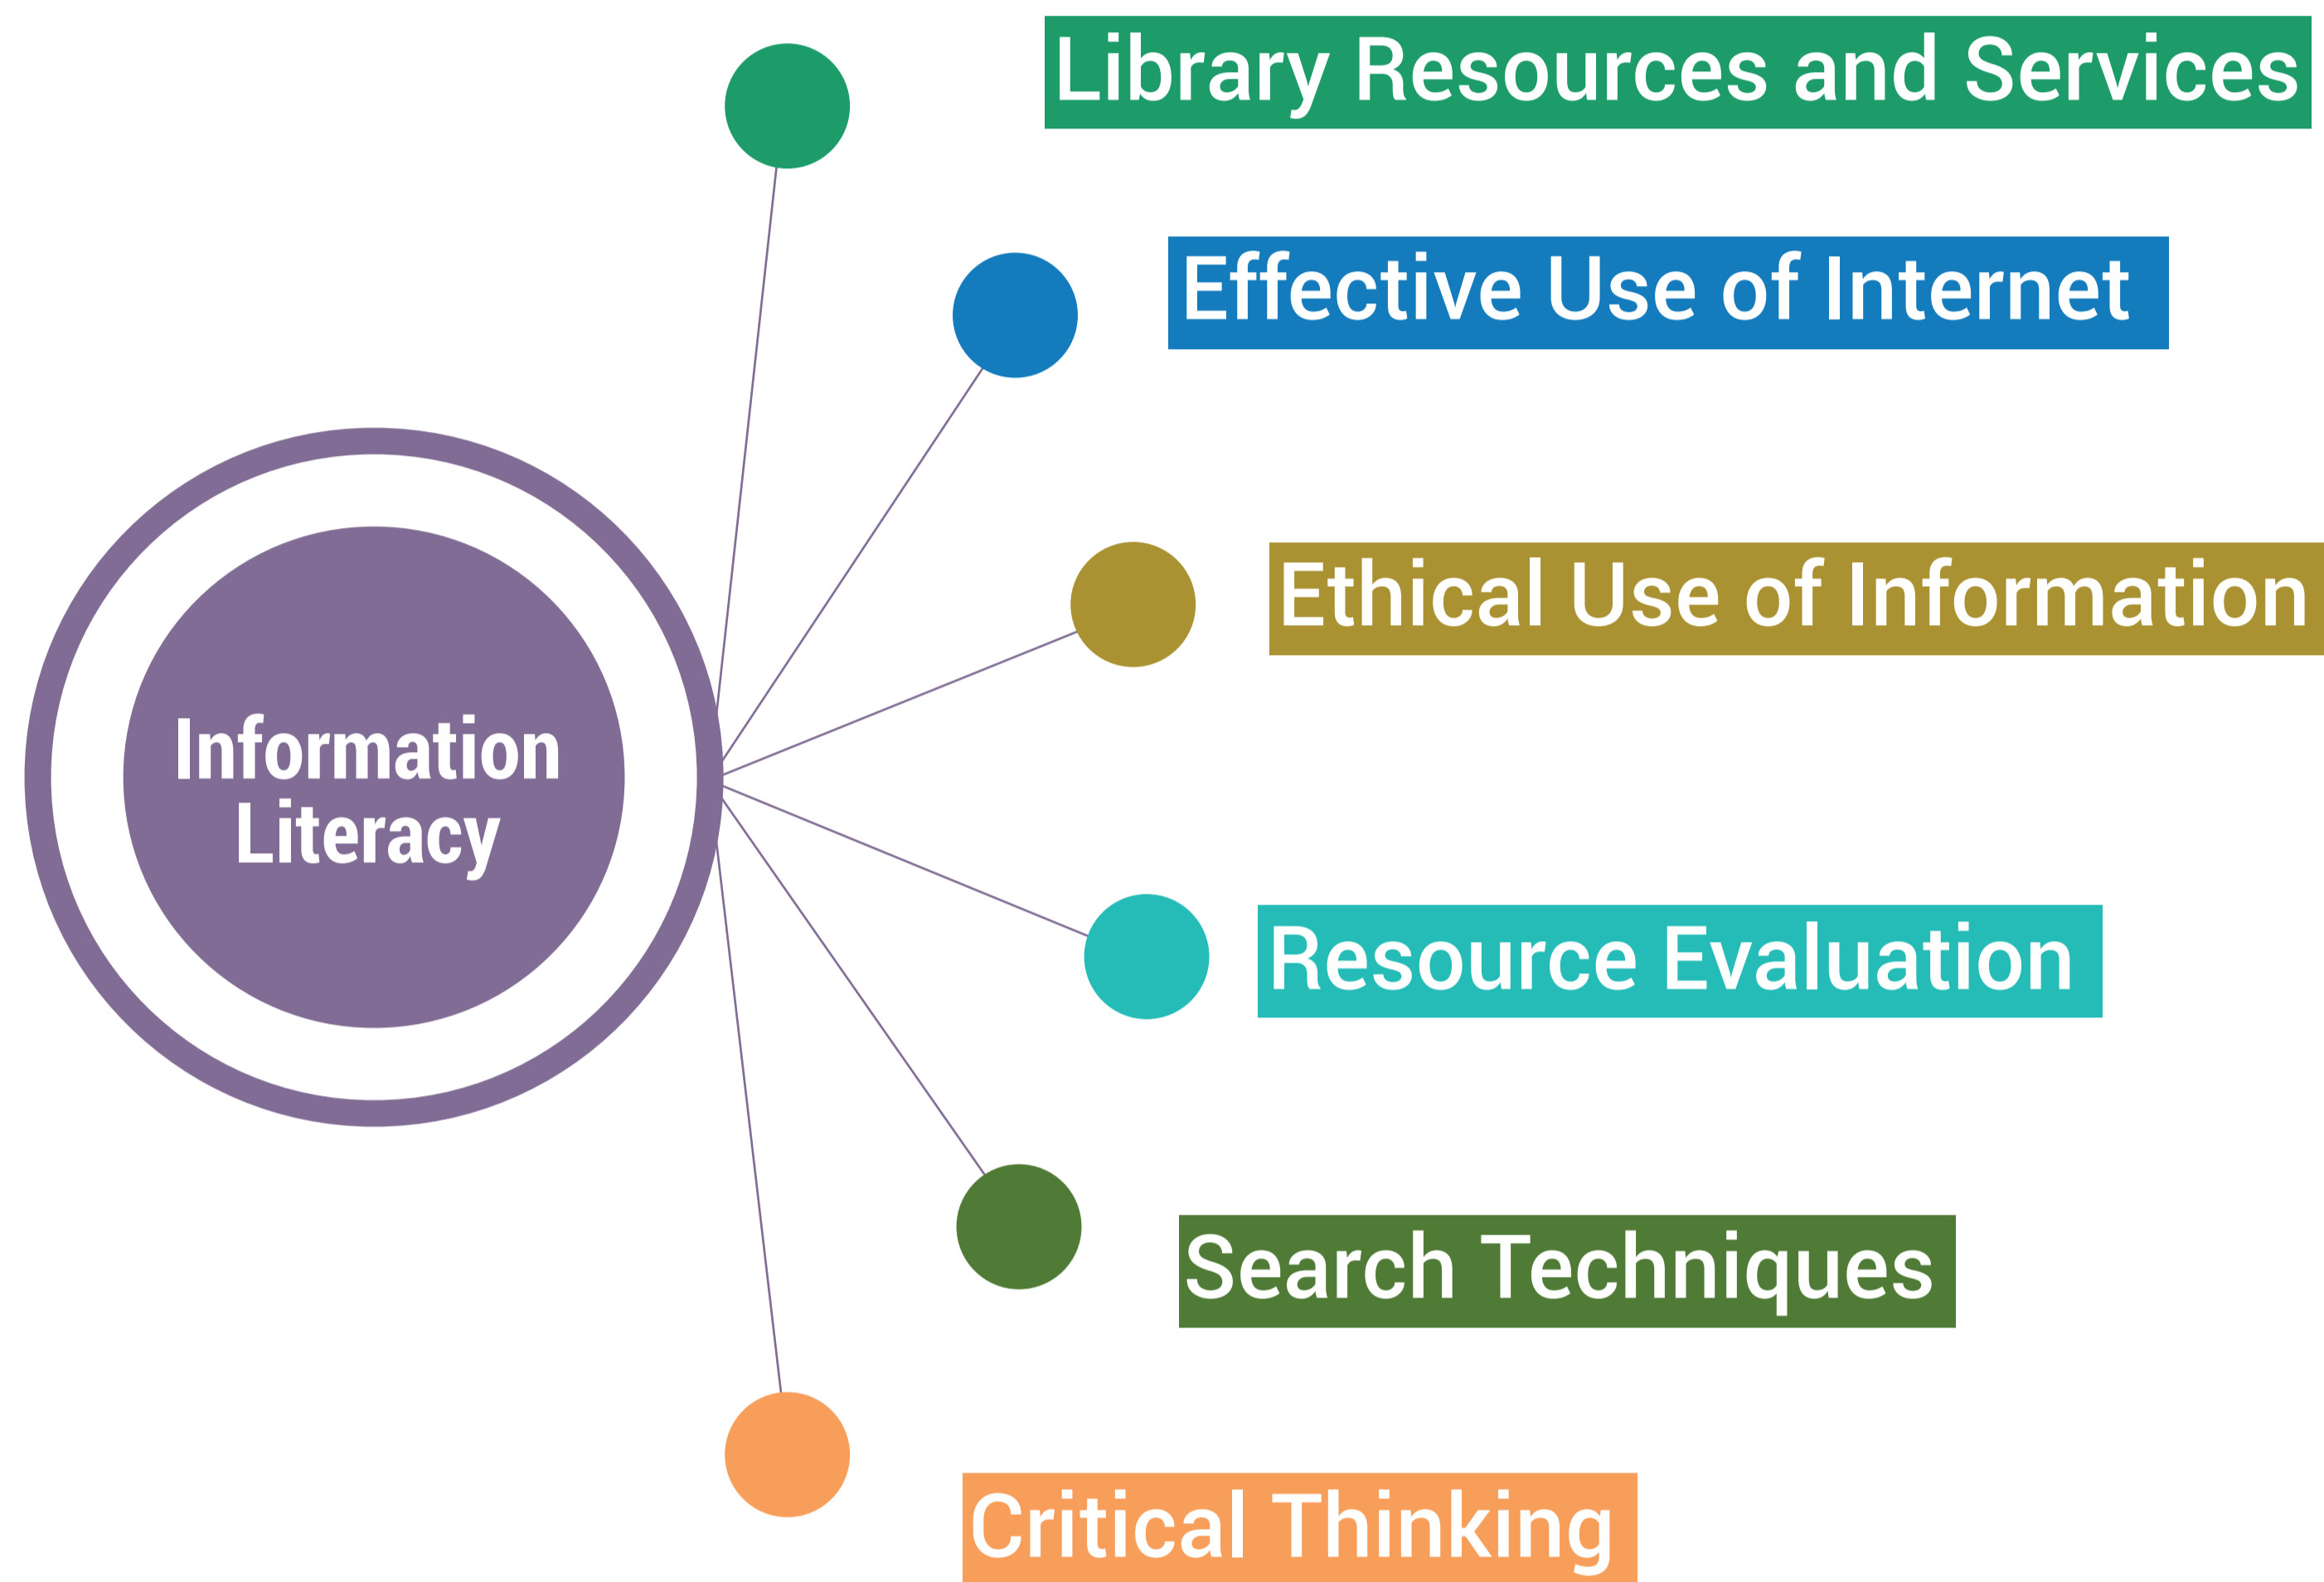 Library Resources and Services
Effective Use of Internet
Ethical Use of Information
Information
Literacy
Resource Evaluation
Search Techniques
Critical Thinking